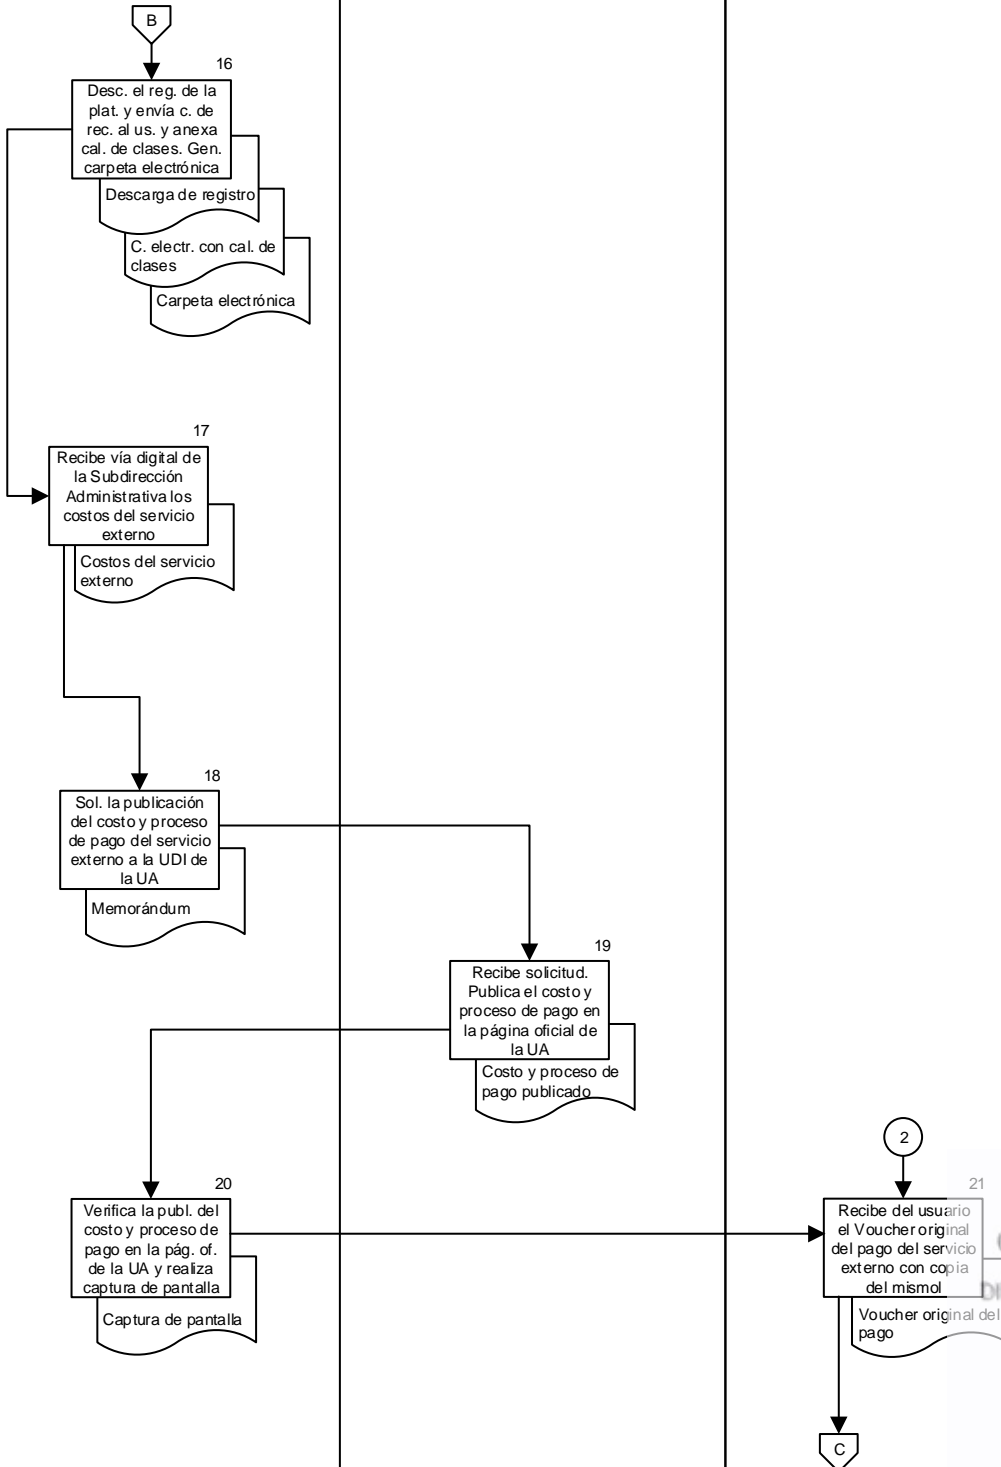 B
16
Desc. el reg. de la
plat. y envía c. de
rec. al us. y anexa
cal. de clases. Gen.
carpeta electrónica
Descarga de registro
C. electr. con cal. de
clases
Carpeta electrónica
17
Recibe vía digital de
la Subdirección
Administrativa los
costos del servicio
externo
Costos del servicio
externo
18
Sol. la publicación
del costo y proceso
de pago del servicio
externo a la UDI de
la UA
Memorándum
19
Recibe solicitud.
Publica el costo y
proceso de pago en
la página oficial de
la UA
Costo y proceso de
pago publicado
20
Verifica la publ. del
costo y proceso de
pago en la pág. of.
de la UA y realiza
captura de pantalla
Captura de pantalla
2
21
Recibe del usuario
el Voucher original
del pago del servicio
externo con copia
del mismol
Voucher original del
pago
C